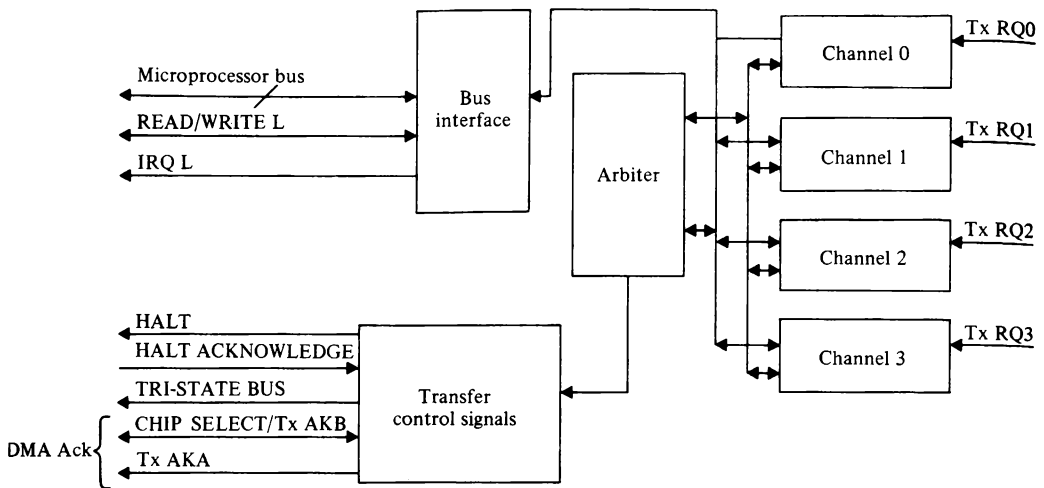 Microprocessor bus
READ/WRITE L
IRQ L
Bus
interface
Arbiter
Channel 0
Tx RQ0
Channel 1
Tx RQ1
Channel 2
Tx RQ2
Channel 3
Tx RQ3
HALT
HALT ACKNOWLEDGE
TRI-STATE BUS
CHIP SELECT/Tx AKB
DMA Ack
Tx AKA
Transfer
control signals